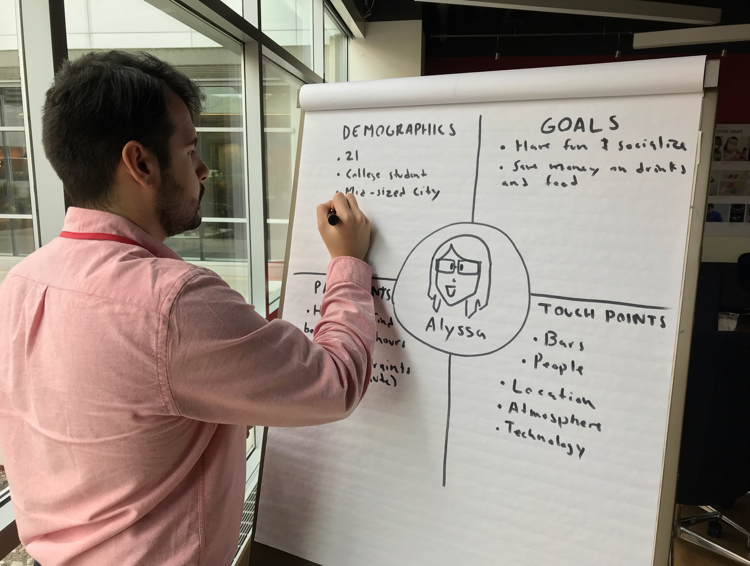 DEMOGRAPHICS
• 21
• College student
• Mid-sized City
GOALS
• Have fun & socialize
• Save money on drinks
and food
Alyssa
TOUCH POINTS
• Bars
• People
• Location
• Atmosphere
• Technology
hours